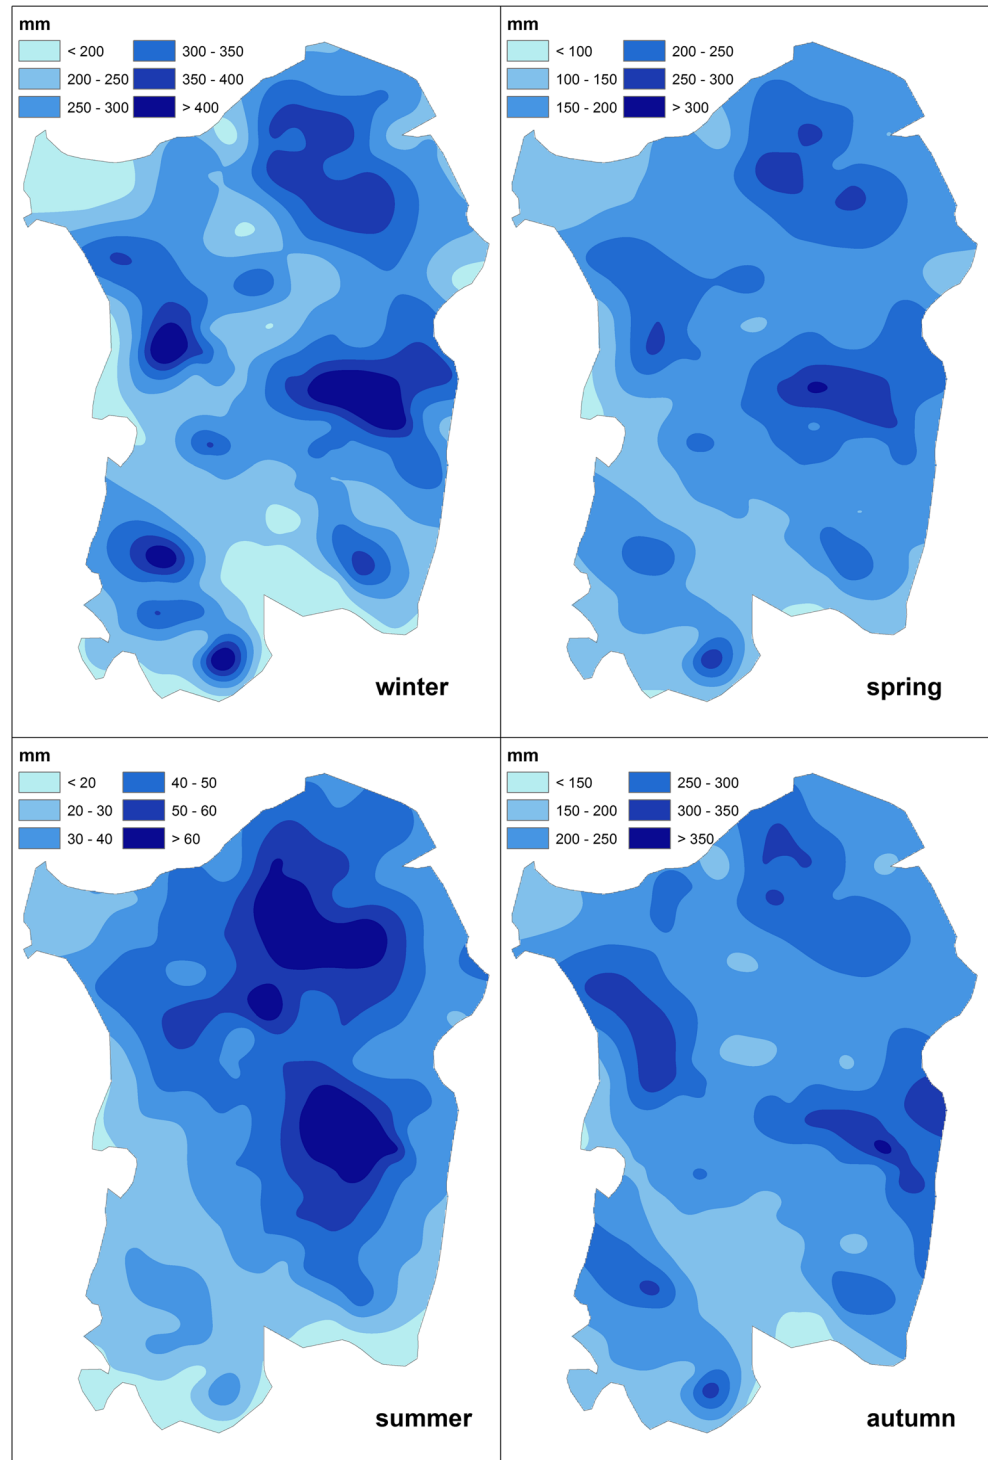 mm
< 200 300 - 350
200 - 250 350 - 400
250 - 300 > 400
winter
mm
< 100 200 - 250
100 - 150 250 - 300
150 - 200 > 300
spring
mm
< 20 40 - 50
20 - 30 50 - 60
30 - 40 > 60
summer
mm
< 150 250 - 300
150 - 200 300 - 350
200 - 250 > 350
autumn